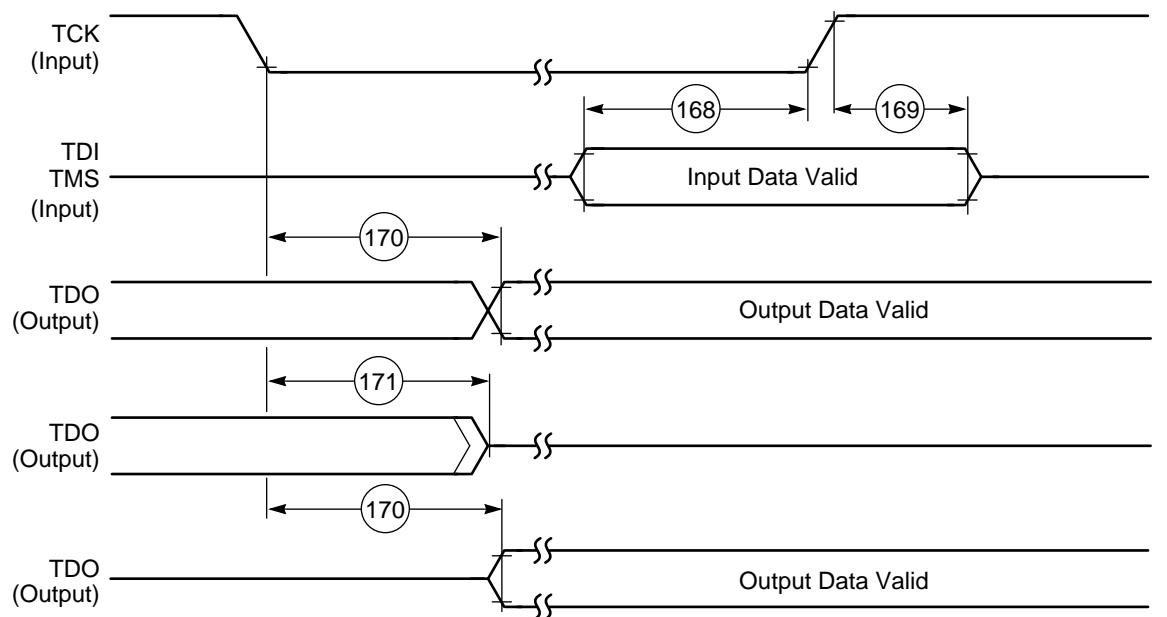 TCK
(Input)
168
169
TDI
TMS
(Input)
Input Data Valid
170
TDO
(Output)
Output Data Valid
171
TDO
(Output)
170
TDO
(Output)
Output Data Valid